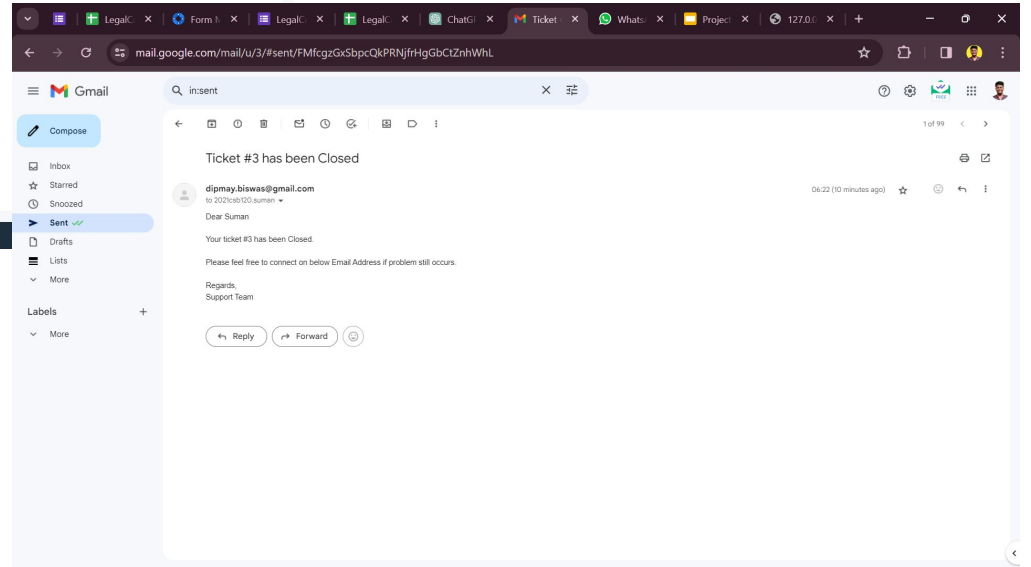 LegalC
Form M
LegalC
LegalC
ChatG
Ticket
Whats
Project
127.0.0
mail.google.com/mail/u/3/#sent/FMfcgzGxSbpcQkPRNjfrHgGbCtZnhWhL
Gmail
in:sent
FREE
Compose
1 of 99
Inbox
Starred
Snoozed
Sent
Drafts
Lists
More
Labels
More
Ticket #3 has been Closed
dipmay.biswas@gmail.com
06:22 (10 minutes ago)
to 2021csb120.suman
Dear Suman
Your ticket #3 has been Closed.
Please feel free to connect on below Email Address if problem still occurs.
Regards,
Support Team
Reply
Forward